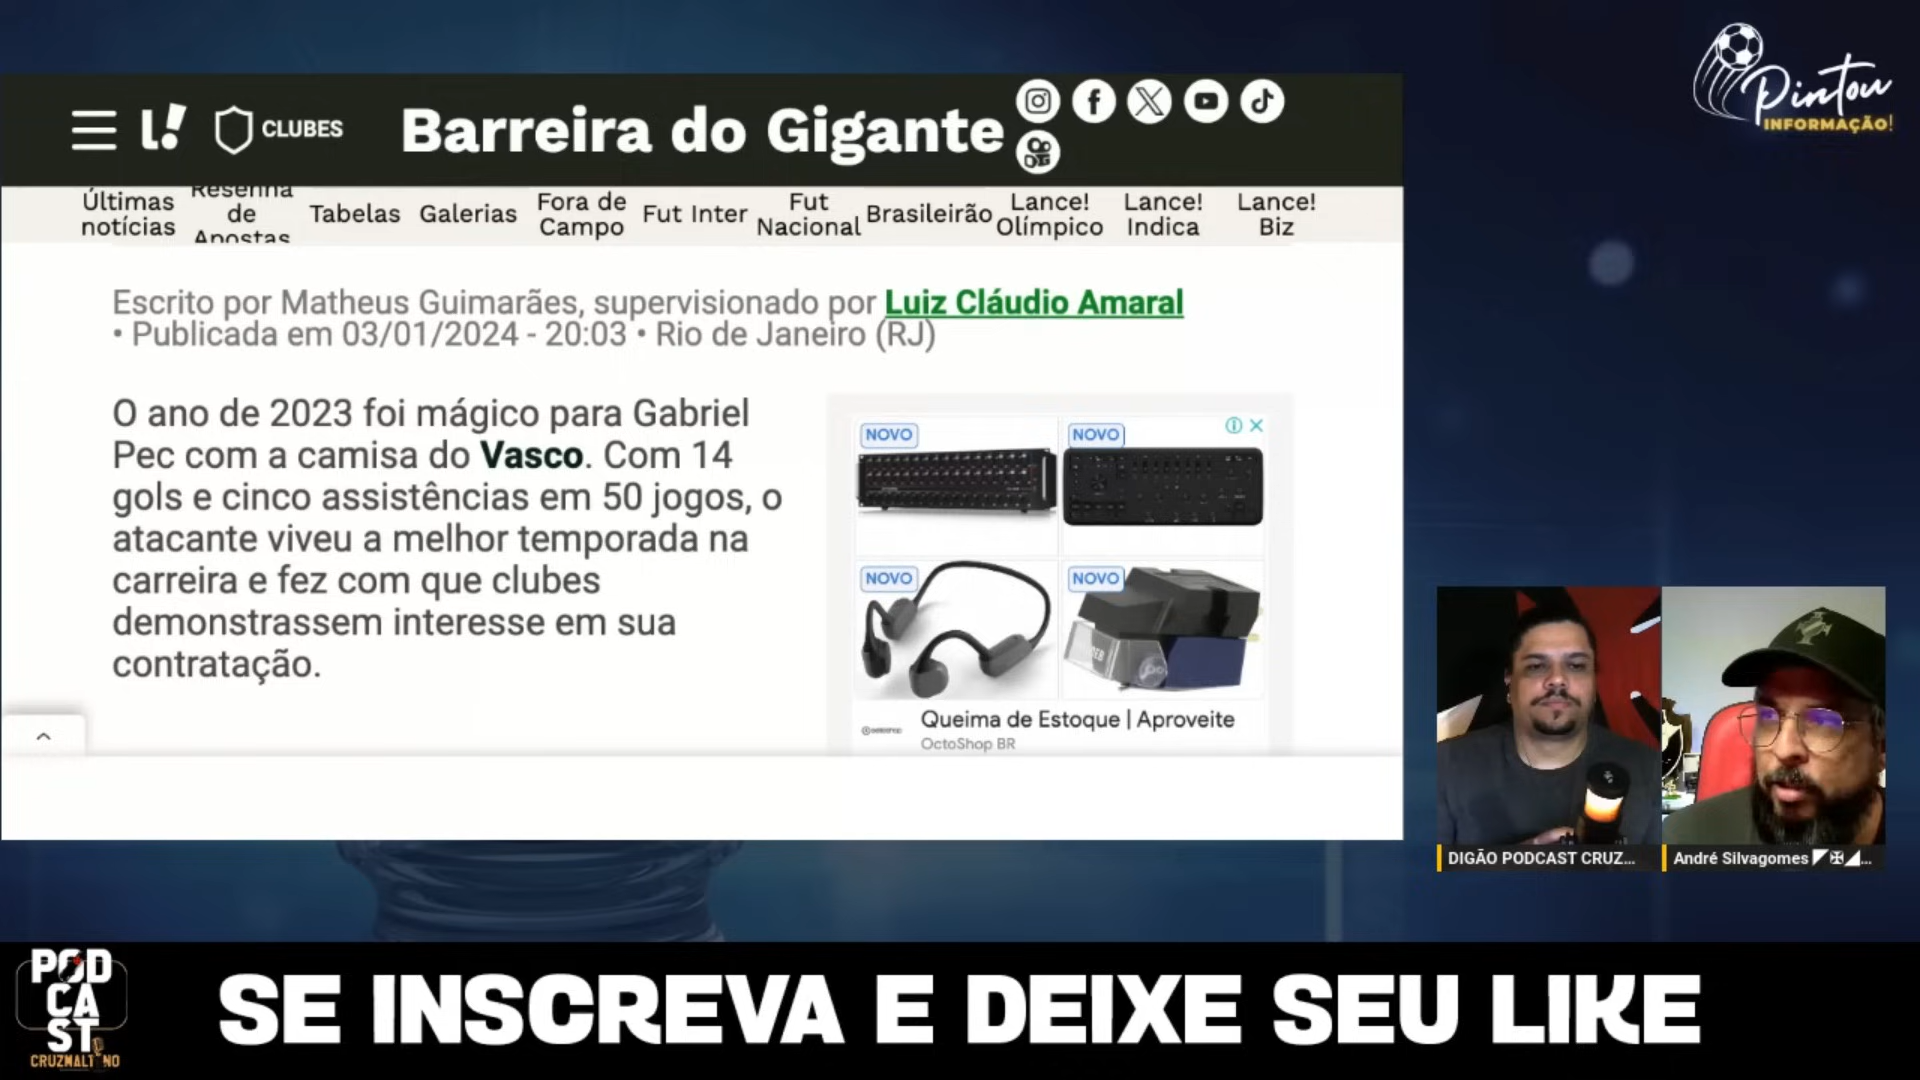 Pintou
INFORMAÇÃO!
L!
CLUBES
Barreira do Gigante
Últimas notícias
Resenha de Apostas
Tabelas
Galerias
Fora de Campo
Fut Inter
Fut Nacional
Brasileirão
Lance! Olímpico
Lance! Indica
Lance! Biz
Escrito por Matheus Guimarães, supervisionado por Luiz Cláudio Amaral
• Publicada em 03/01/2024 - 20:03 • Rio de Janeiro (RJ)
O ano de 2023 foi mágico para Gabriel
Pec com a camisa do Vasco. Com 14
gols e cinco assistências em 50 jogos, o
atacante viveu a melhor temporada na
carreira e fez com que clubes
demonstrassem interesse em sua
contratação.
NOVO
NOVO
NOVO
NOVO
Queima de Estoque | Aproveite
OctoShop BR
DIGÃO PODCAST CRUZ...
André Silvagomes ...
POD
CA
ST
CRUZMALTINO
SE INSCREVA E DEIXE SEU LIKE